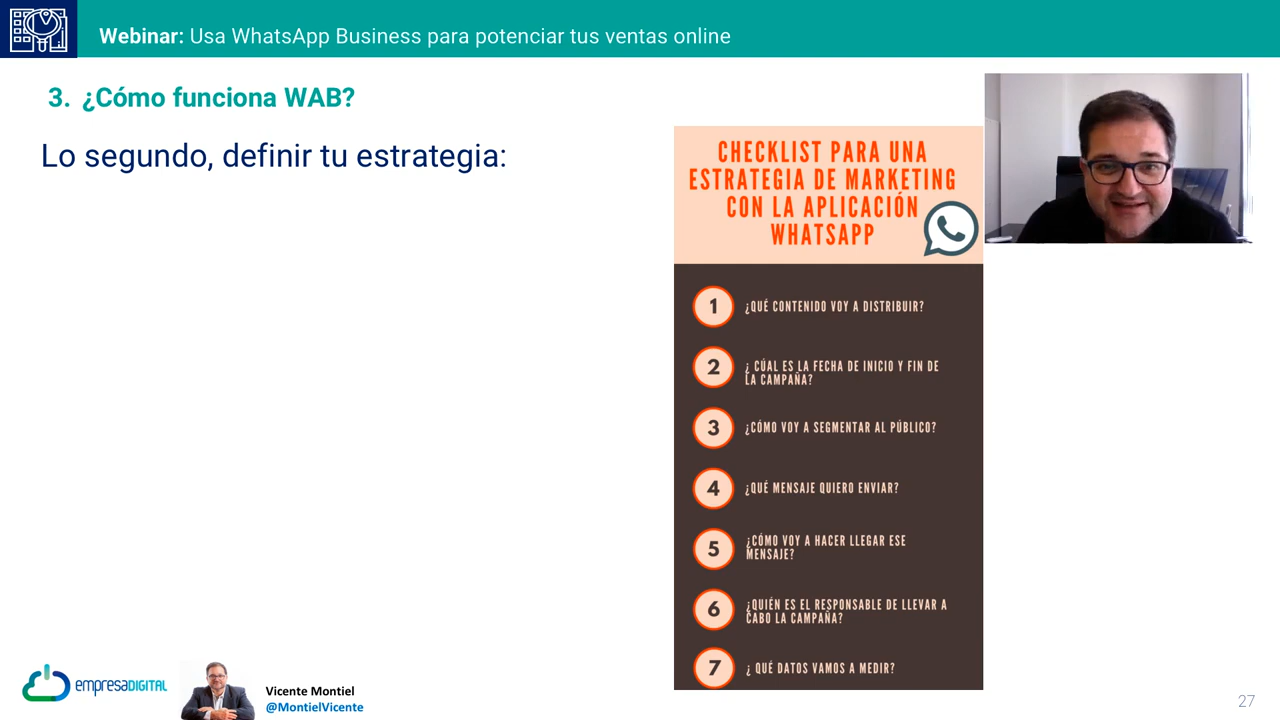 Webinar: Usa WhatsApp Business para potenciar tus ventas online
3. ¿Cómo funciona WAB?
Lo segundo, definir tu estrategia:
CHECKLIST PARA UNA
ESTRATEGIA DE MARKETING
CON LA APLICACIÓN
WHATSAPP
1 ¿QUÉ CONTENIDO VOY A DISTRIBUIR?
2 ¿ CÚAL ES LA FECHA DE INICIO Y FIN DE
LA CAMPAÑA?
3 ¿CÓMO VOY A SEGMENTAR AL PÚBLICO?
4 ¿QUÉ MENSAJE QUIERO ENVIAR?
5 ¿CÓMO VOY A HACER LLEGAR ESE
MENSAJE?
6 ¿QUIÉN ES EL RESPONSABLE DE LLEVAR A
CABO LA CAMPAÑA?
7 ¿ QUÉ DATOS VAMOS A MEDIR?
empresaDIGITAL
Vicente Montiel
@MontielVicente
27